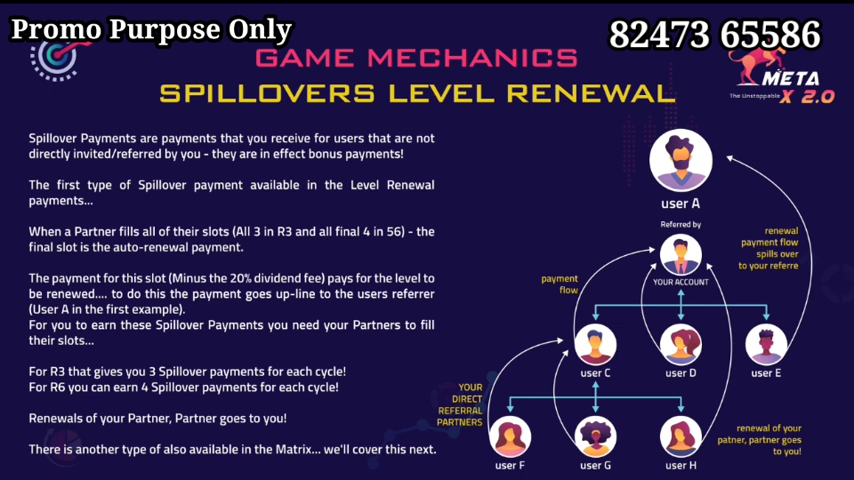 Promo Purpose Only
82473 65586
GAME MECHANICS
SPILLOVERS LEVEL RENEWAL
META
The Unstoppable X 2.0
Spillover Payments are payments that you receive for users that are not
directly invited/referred by you - they are in effect bonus payments!
The first type of Spillover payment available in the Level Renewal
payments...
When a Partner fills all of their slots (All 3 in R3 and all final 4 in 56) - the
final slot is the auto-renewal payment.
The payment for this slot (Minus the 20% dividend fee) pays for the level to
be renewed.... to do this the payment goes up-line to the users referrer
(User A in the first example).
For you to earn these Spillover Payments you need your Partners to fill
their slots...
For R3 that gives you 3 Spillover payments for each cycle!
For R6 you can earn 4 Spillover payments for each cycle!
Renewals of your Partner, Partner goes to you!
There is another type of also available in the Matrix... we'll cover this next.
user A
Referred by
YOUR ACCOUNT
renewal
payment flow
spills over
to your referre
payment
flow
user C
user D
user E
YOUR
DIRECT
REFERRAL
PARTNERS
user F
user G
user H
renewal of your
patner, partner goes
to you!